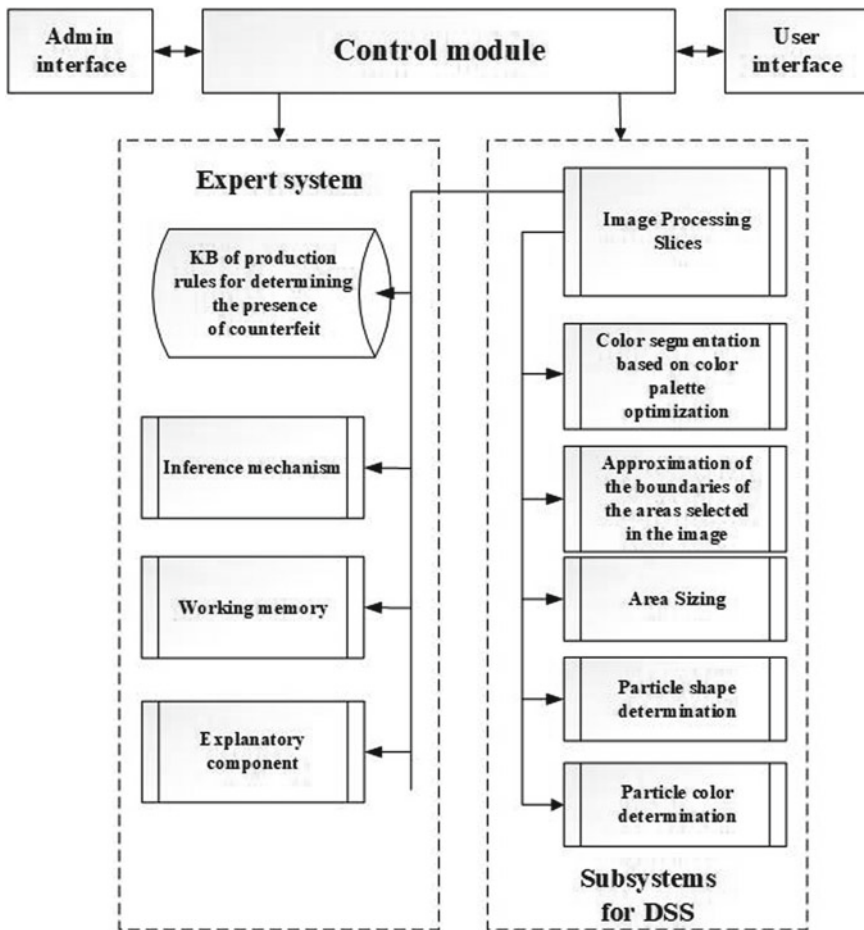 Admin
interface
Control module
User
interface
Expert system
KB of production
rules for determining
the presence
of counterfeit
Inference mechanism
Working memory
Explanatory
component
Image Processing
Slices
Color segmentation
based on color
palette
optimization
Approximation of
the boundaries of
the areas selected
in the image
Area Sizing
Particle shape
determination
Particle color
determination
Subsystems
for DSS